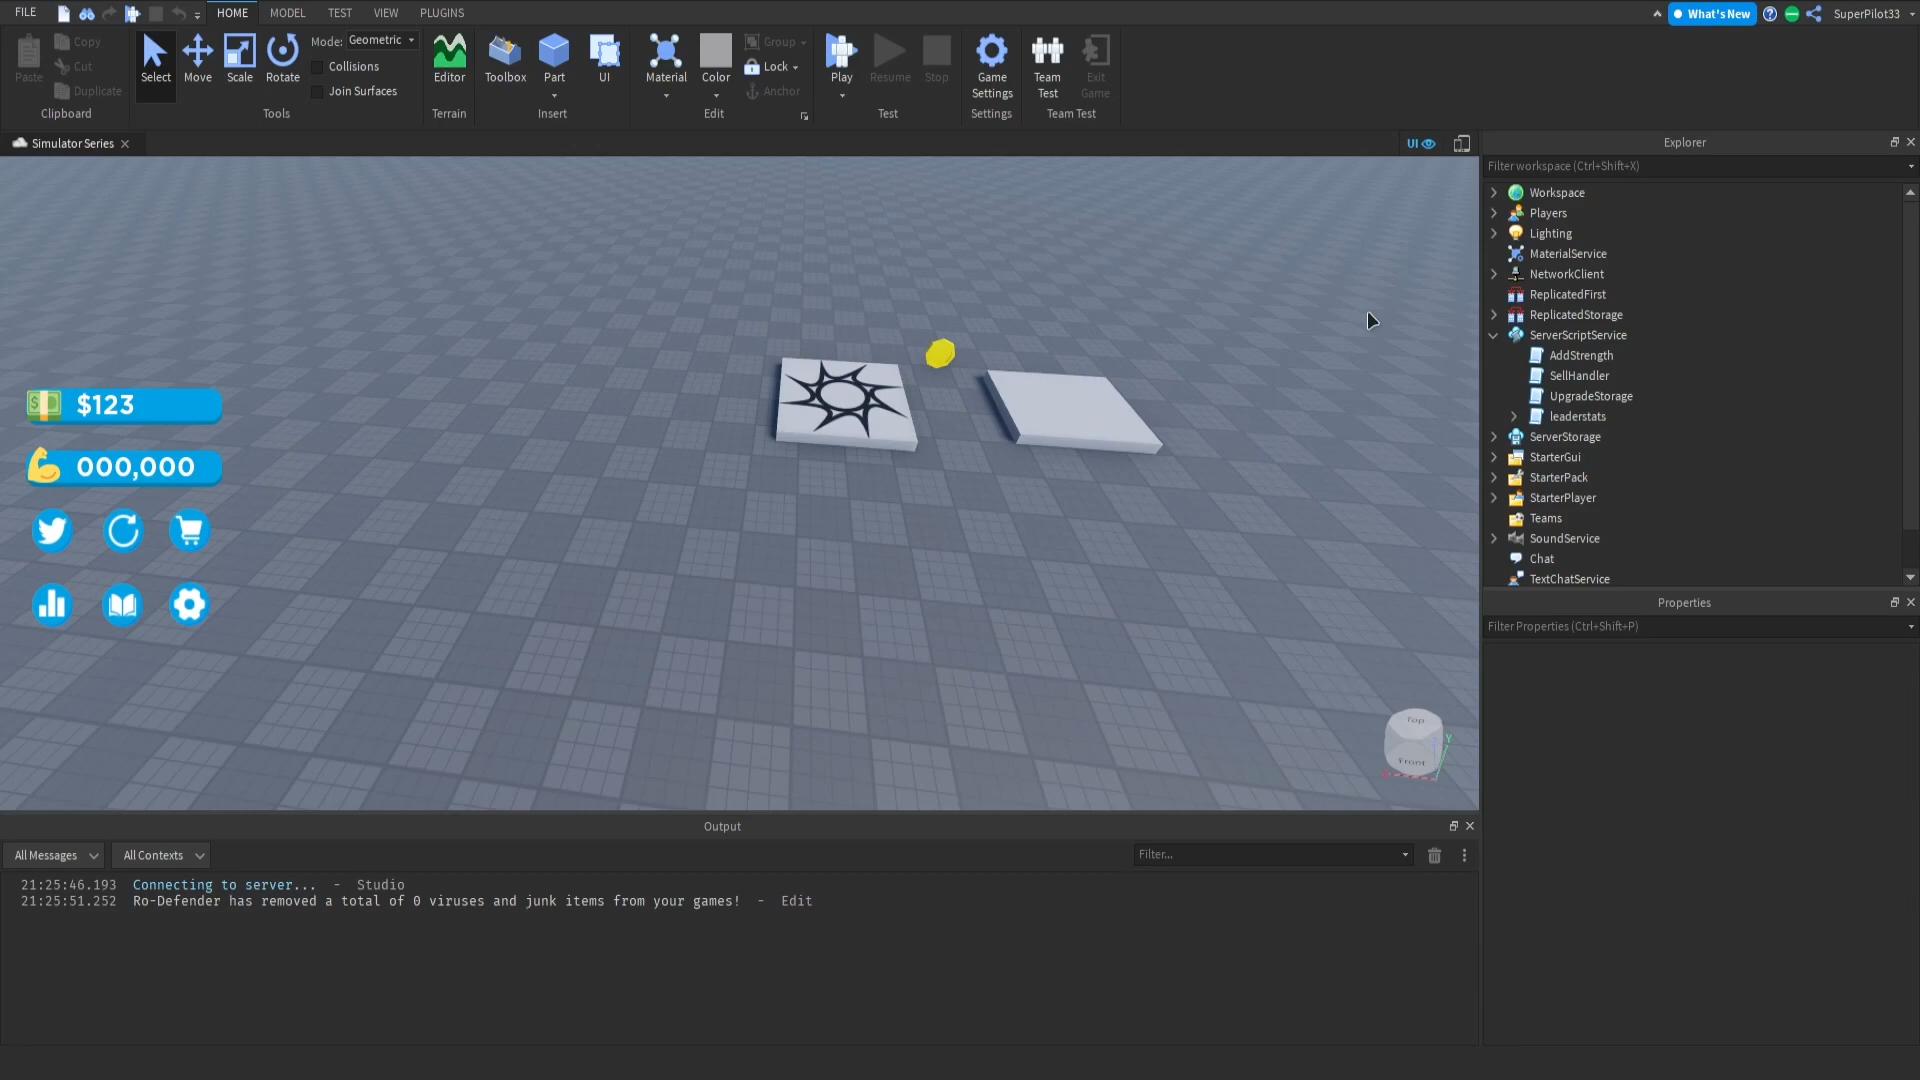 FILE HOME MODEL TEST VIEW PLUGINS What's New SuperPilot33
Paste Copy Cut Duplicate Clipboard
Select Move Scale Rotate Mode: Geometric Collisions Join Surfaces Tools
Editor Terrain
Toolbox Part UI Insert
Material Color Group Lock Anchor Edit
Play Resume Stop Test
Game Settings Settings
Team Test Exit Game Team Test
Simulator Series UI
$123
000,000
Top
Front
Y
Explorer
Filter workspace (Ctrl+Shift+X)
Workspace
Players
Lighting
MaterialService
NetworkClient
ReplicatedFirst
ReplicatedStorage
ServerScriptService
AddStrength
SellHandler
UpgradeStorage
leaderstats
ServerStorage
StarterGui
StarterPack
StarterPlayer
Teams
SoundService
Chat
TextChatService
Properties
Filter Properties (Ctrl+Shift+P)
Output
All Messages All Contexts Filter...
21:25:46.193 Connecting to server... - Studio
21:25:51.252 Ro-Defender has removed a total of 0 viruses and junk items from your games! - Edit